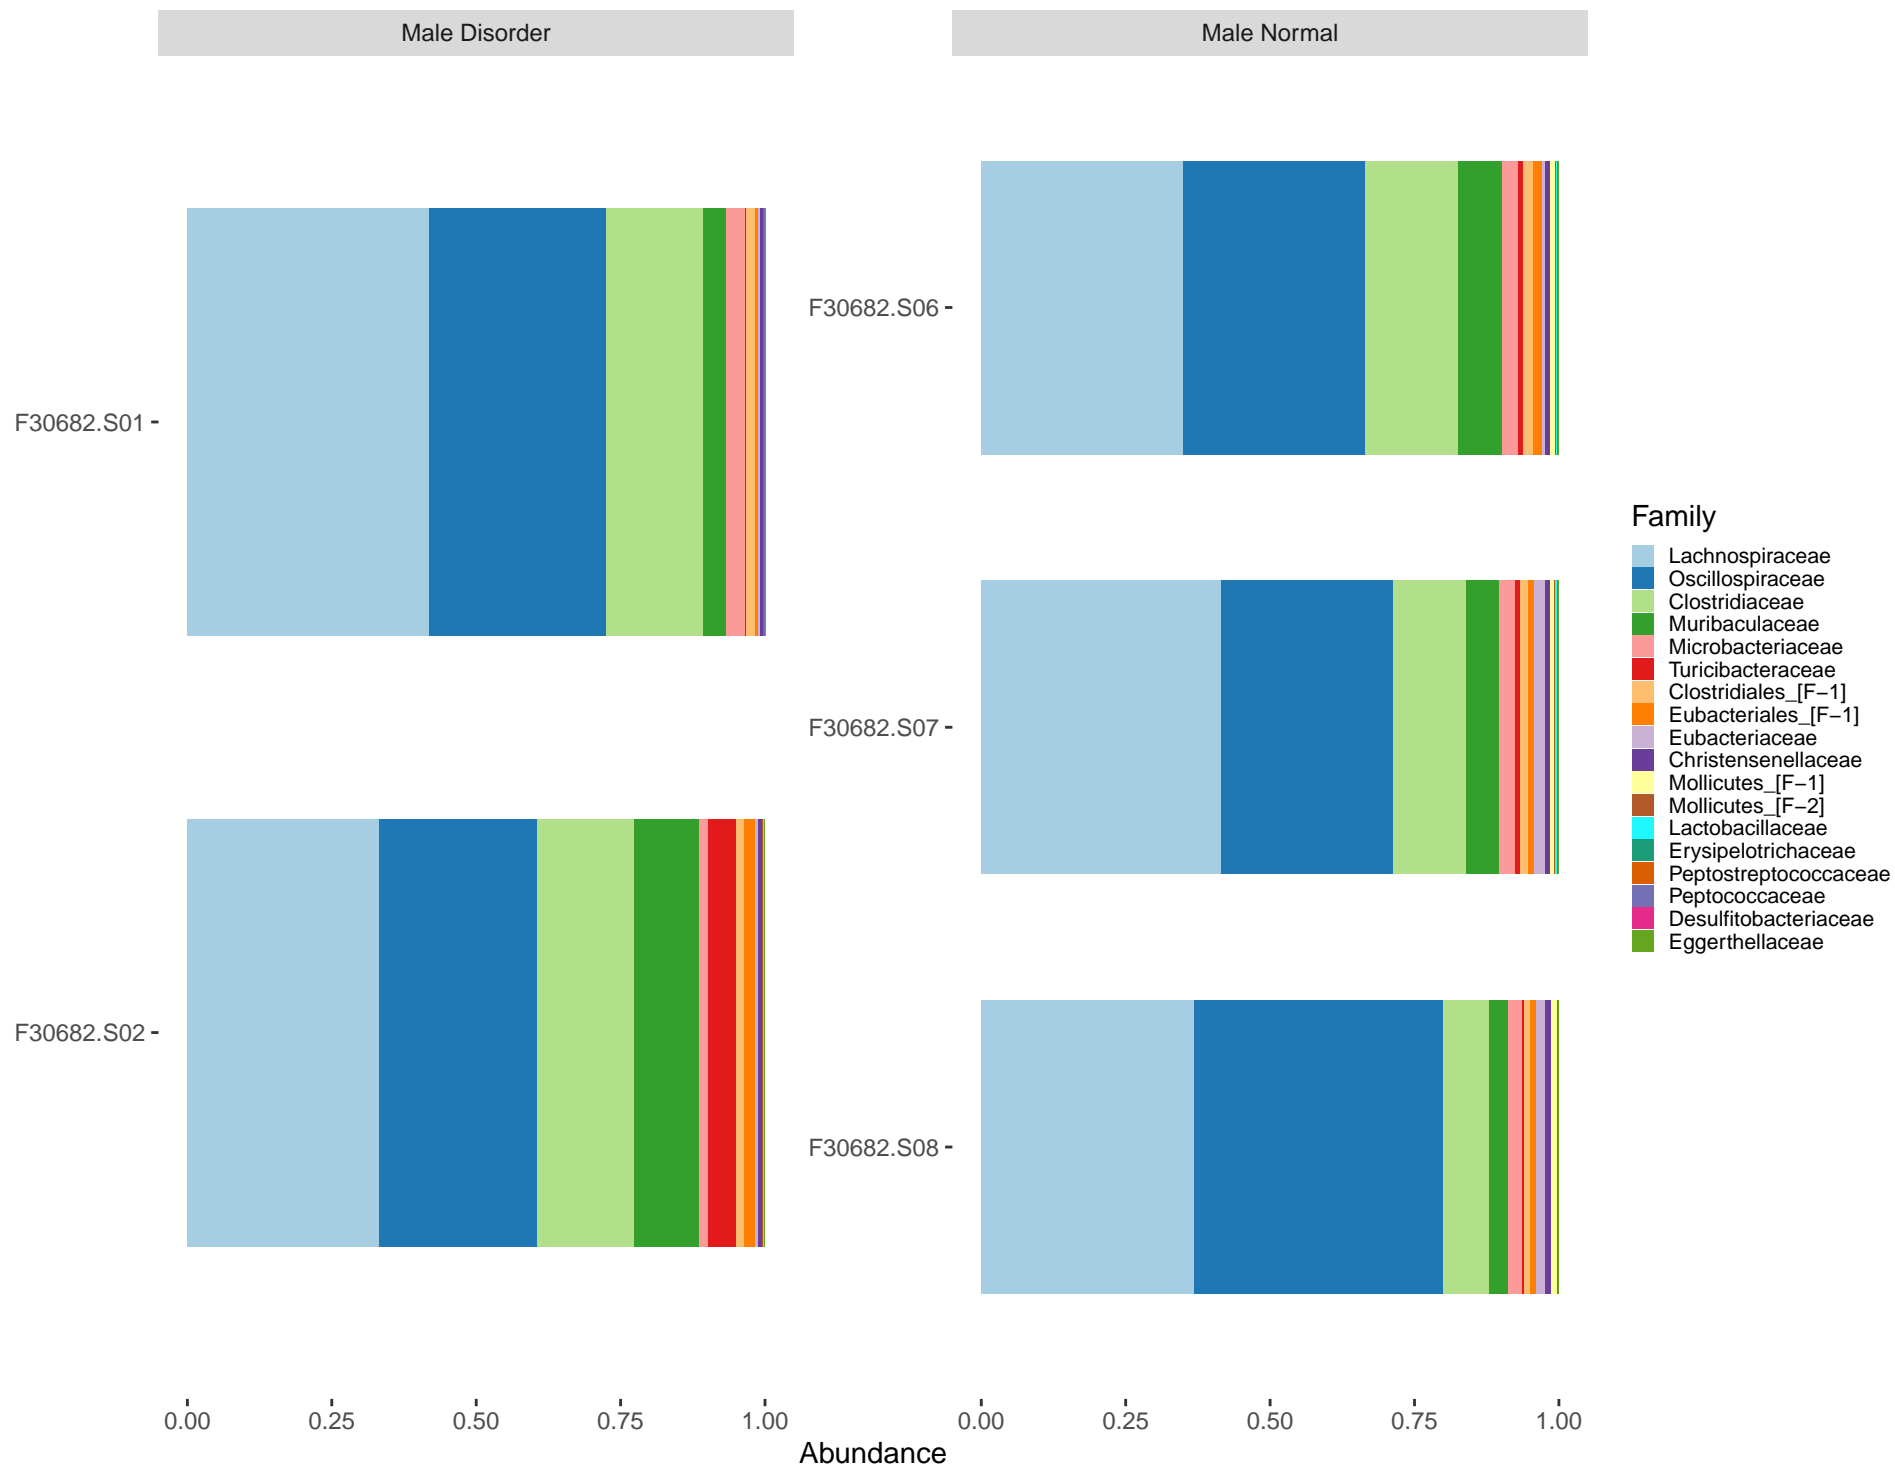 Male Disorder
Male Normal
F30682.S01
F30682.S02
F30682.S06
F30682.S07
F30682.S08
0.00 0.25 0.50 0.75 1.00
0.00 0.25 0.50 0.75 1.00
Abundance
Family
Lachnospiraceae
Oscillospiraceae
Clostridiaceae
Muribaculaceae
Microbacteriaceae
Turicibacteraceae
Clostridiales_[F−1]
Eubacteriales_[F−1]
Eubacteriaceae
Christensenellaceae
Mollicutes_[F−1]
Mollicutes_[F−2]
Lactobacillaceae
Erysipelotrichaceae
Peptostreptococcaceae
Peptococcaceae
Desulfitobacteriaceae
Eggerthellaceae